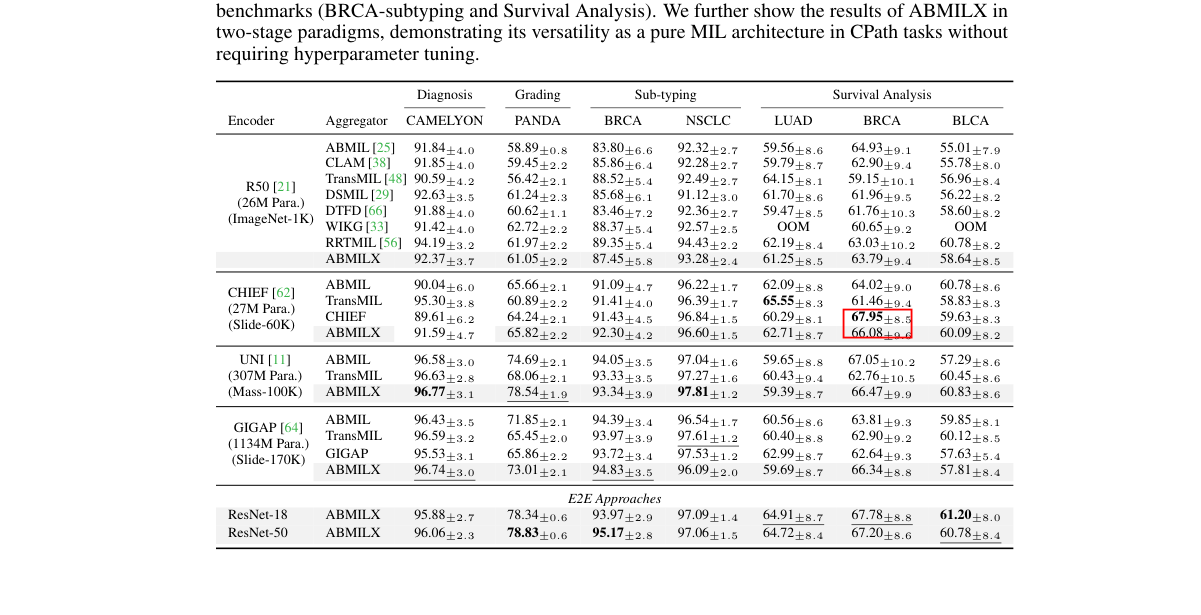 benchmarks (BRCA-subtyping and Survival Analysis). We further show the results of ABMILX in
two-stage paradigms, demonstrating its versatility as a pure MIL architecture in CPath tasks without
requiring hyperparameter tuning.
Diagnosis Grading Sub-typing Survival Analysis
Encoder Aggregator CAMELYON PANDA BRCA NSCLC LUAD BRCA BLCA
ABMIL [25] 91.84±4.0 58.89±0.8 83.80±6.6 92.32±2.7 59.56±8.6 64.93±9.1 55.01±7.9
CLAM [38] 91.85±4.0 59.45±2.2 85.86±6.4 92.28±2.7 59.79±8.7 62.90±9.4 55.78±8.0
TransMIL [48] 90.59±4.2 56.42±2.1 88.52±5.4 92.49±2.7 64.15±8.1 59.15±10.1 56.96±8.4
R50 [21] DSMIL [29] 92.63±3.5 61.24±2.3 85.68±6.1 91.12±3.0 61.70±8.6 61.96±9.5 56.22±8.2
(26M Para.) DTFD [66] 91.88±4.0 60.62±1.1 83.46±7.2 92.36±2.7 59.47±8.5 61.76±10.3 58.60±8.2
(ImageNet-1K) WIKG [33] 91.42±4.0 62.72±2.2 88.37±5.4 92.57±2.5 OOM 60.65±9.2 OOM
RRTMIL [56] 94.19±3.2 61.97±2.2 89.35±5.4 94.43±2.2 62.19±8.4 63.03±10.2 60.78±8.2
ABMILX 92.37±3.7 61.05±2.2 87.45±5.8 93.28±2.4 61.25±8.5 63.79±9.4 58.64±8.5
ABMIL 90.04±6.0 65.66±2.1 91.09±4.7 96.22±1.7 62.09±8.8 64.02±9.0 60.78±8.6
CHIEF [62] TransMIL 95.30±3.8 60.89±2.2 91.41±4.0 96.39±1.7 65.55±8.3 61.46±9.4 58.83±8.3
(27M Para.) CHIEF 89.61±6.2 64.24±2.1 91.43±4.5 96.84±1.5 60.29±8.1 67.95±8.5 59.63±8.3
(Slide-60K) ABMILX 91.59±4.7 65.82±2.2 92.30±4.2 96.60±1.5 62.71±8.7 66.08±9.6 60.09±8.2
UNI [11] ABMIL 96.58±3.0 74.69±2.1 94.05±3.5 97.04±1.6 59.65±8.8 67.05±10.2 57.29±8.6
(307M Para.) TransMIL 96.63±2.8 68.06±2.1 93.33±3.5 97.27±1.6 60.43±9.4 62.76±10.5 60.45±8.6
(Mass-100K) ABMILX 96.77±3.1 78.54±1.9 93.34±3.9 97.81±1.2 59.39±8.7 66.47±9.9 60.83±8.6
ABMIL 96.43±3.5 71.85±2.1 94.39±3.4 96.54±1.7 60.56±8.6 63.81±9.3 59.85±8.1
GIGAP [64] TransMIL 96.59±3.2 65.45±2.0 93.97±3.9 97.61±1.2 60.40±8.8 62.90±9.2 60.12±8.5
(1134M Para.) GIGAP 95.53±3.1 65.86±2.2 93.72±3.4 97.53±1.2 62.99±8.7 62.64±9.3 57.63±5.4
(Slide-170K) ABMILX 96.74±3.0 73.01±2.1 94.83±3.5 96.09±2.0 59.69±8.7 66.34±8.8 57.81±8.4
E2E Approaches
ResNet-18 ABMILX 95.88±2.7 78.34±0.6 93.97±2.9 97.09±1.4 64.91±8.7 67.78±8.8 61.20±8.0
ResNet-50 ABMILX 96.06±2.3 78.83±0.6 95.17±2.8 97.06±1.5 64.72±8.4 67.20±8.6 60.78±8.4